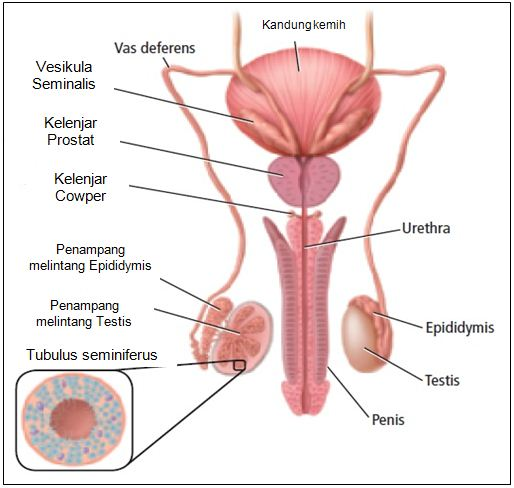 Kandung kemih
Vas deferens
Vesikula
Seminalis
Kelenjar
Prostat
Kelenjar
Cowper
Urethra
Penampang
melintang Epididymis
Penampang
melintang Testis
Epididymis
Tubulus seminiferus
Testis
Penis